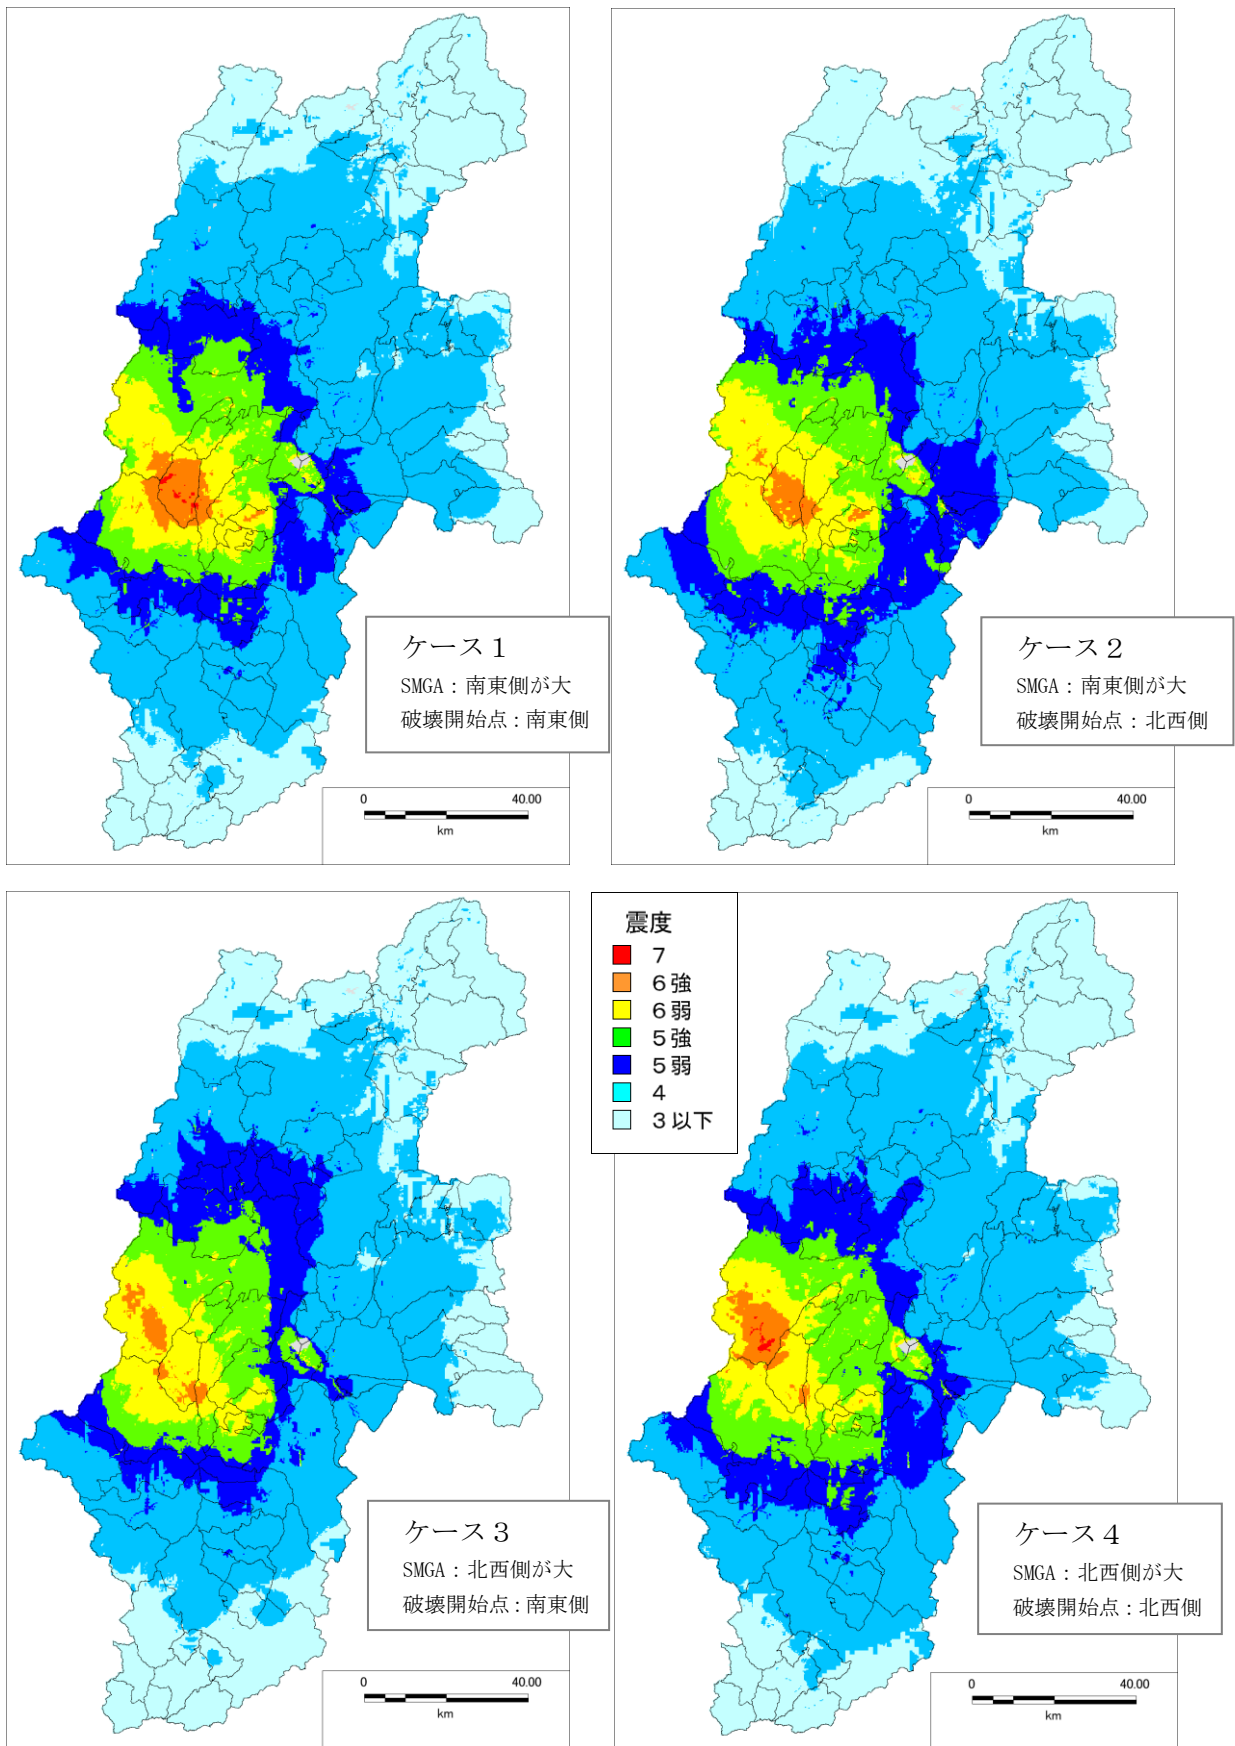 ケース１
SMGA：南東側が大
破壊開始点：南東側
0 40.00
km
ケース２
SMGA：南東側が大
破壊開始点：北西側
0 40.00
km
震度
7
6強
6弱
5強
5弱
4
3以下
ケース３
SMGA：北西側が大
破壊開始点：南東側
0 40.00
km
ケース４
SMGA：北西側が大
破壊開始点：北西側
0 40.00
km